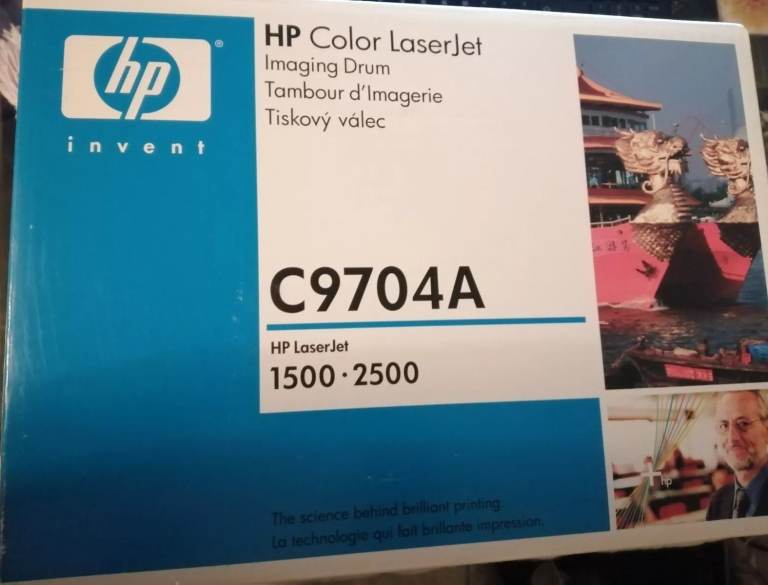 hp
invent
HP Color LaserJet
Imaging Drum
Tambour d'Imagerie
Tiskový válec
C9704A
HP LaserJet
1500 · 2500
The science behind brilliant printing.
La technologie qui fait brillante impression.
+hp